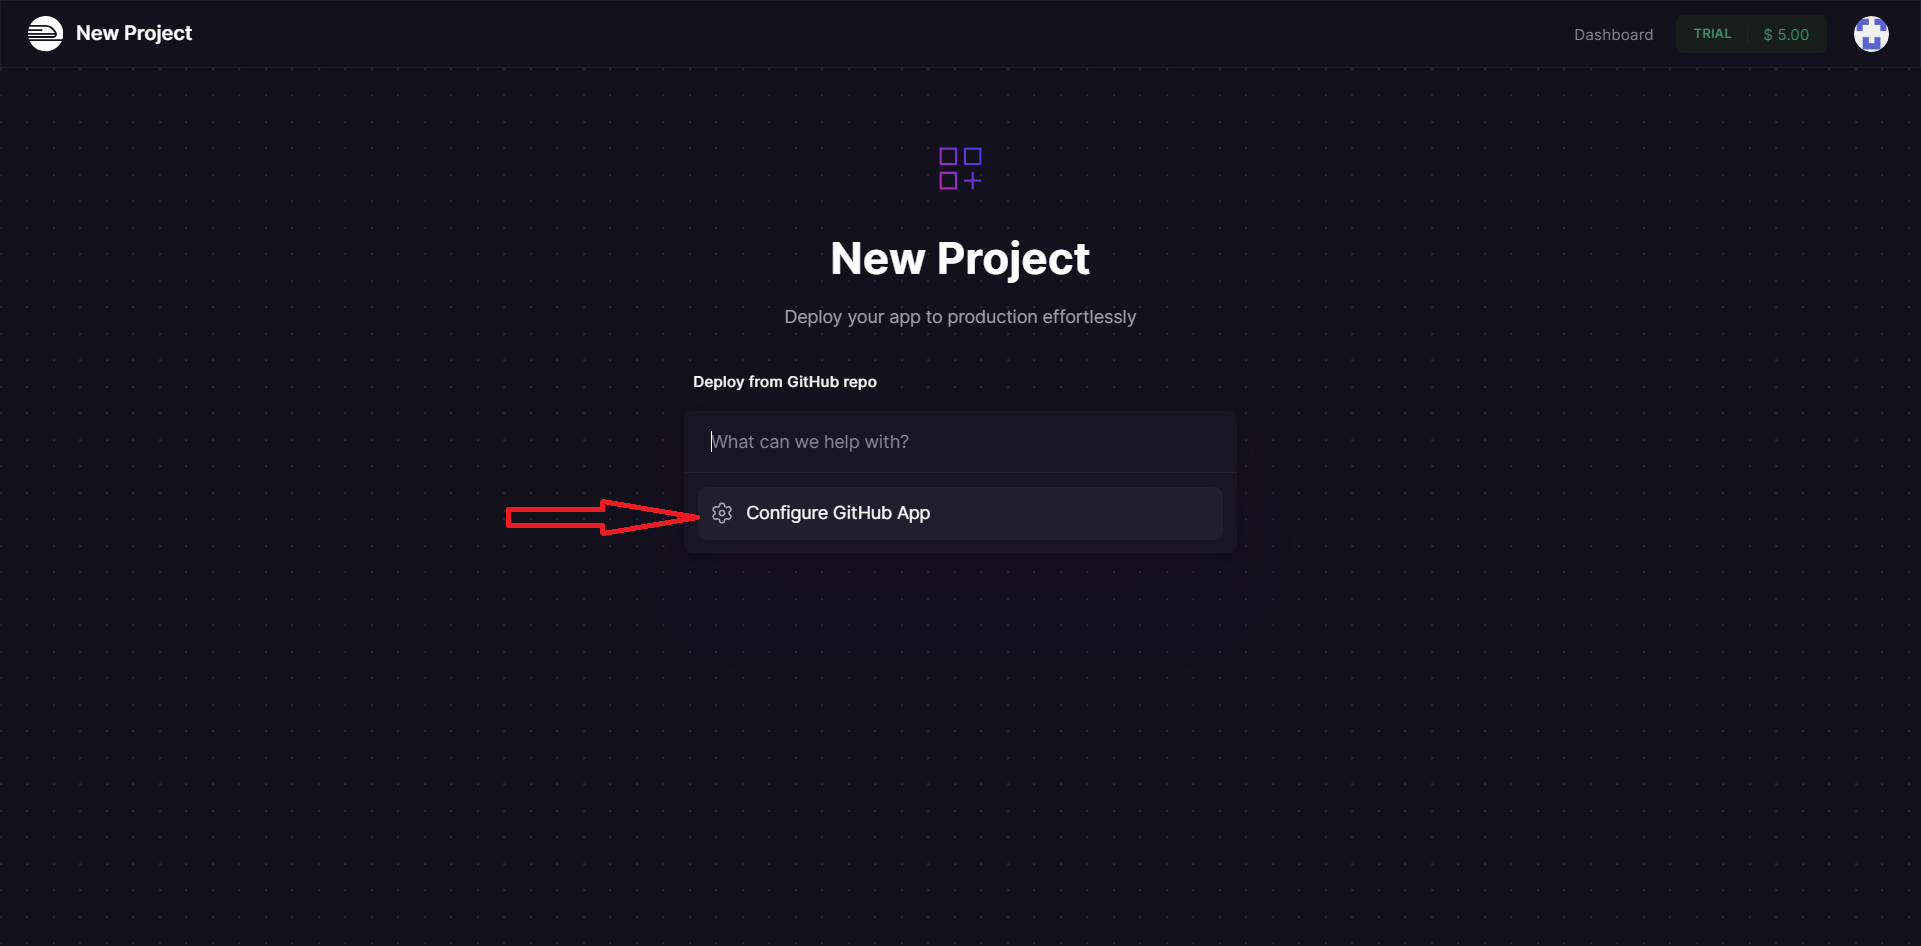 New Project
Dashboard
TRIAL
$ 5.00
New Project
Deploy your app to production effortlessly
Deploy from GitHub repo
What can we help with?
Configure GitHub App